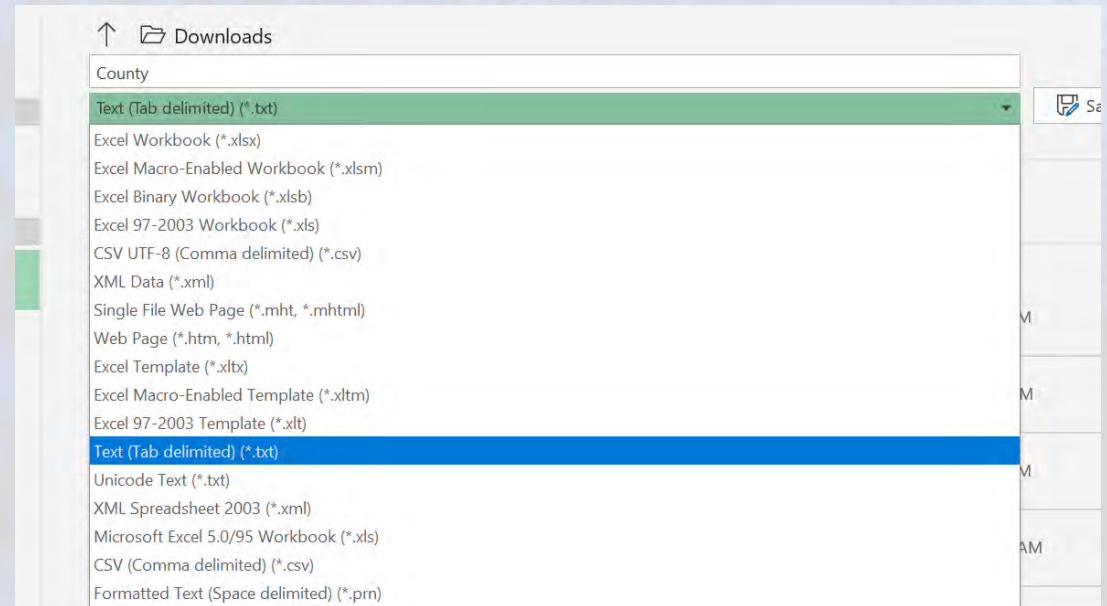 Downloads
County
Text (Tab delimited) (*.txt)
Excel Workbook (*.xlsx)
Excel Macro-Enabled Workbook (*.xlsm)
Excel Binary Workbook (*.xlsb)
Excel 97-2003 Workbook (*.xls)
CSV UTF-8 (Comma delimited) (*.csv)
XML Data (*.xml)
Single File Web Page (*.mht, *.mhtml)
M
Web Page (*.htm, *.html)
Excel Template (*.xltx)
Excel Macro-Enabled Template (*.xltm)
M
Excel 97-2003 Template (*.xlt)
Text (Tab delimited) (*.txt)
M
Unicode Text (*.txt)
XML Spreadsheet 2003 (*.xml)
Microsoft Excel 5.0/95 Workbook (*.xls)
AM
CSV (Comma delimited) (*.csv)
Formatted Text (Space delimited) (*.prn)